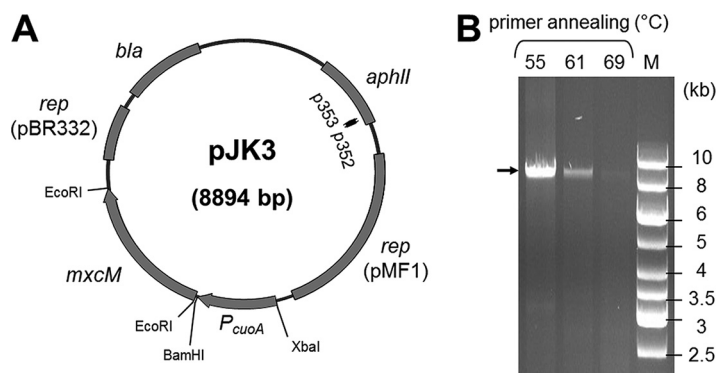 A
bla
aphII
rep
(pBR332)
p353 p352
pJK3
(8894 bp)
EcoRI
rep
(pMF1)
mxcM
EcoRI
BamHI
PcuoA
XbaI
B
primer annealing (°C)
55 61 69 M
(kb)
10
8
6
5
4
3.5
3
2.5